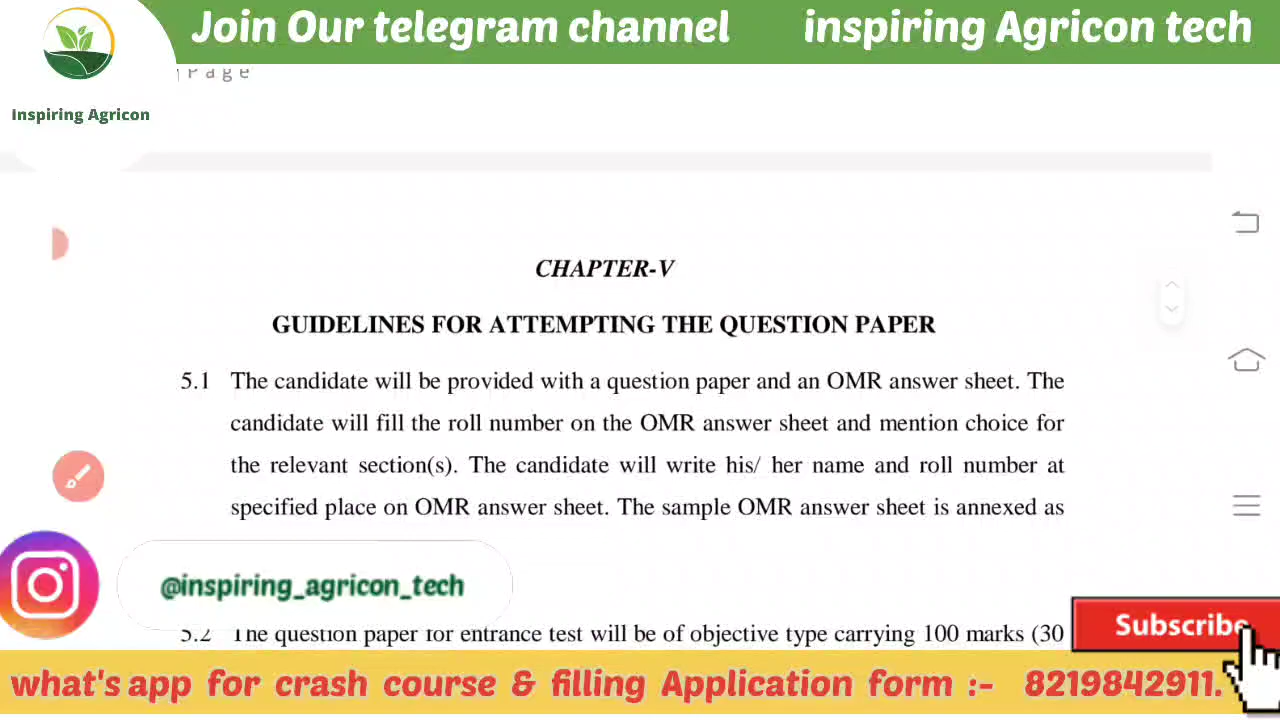 Join Our telegram channel inspiring Agricon tech
Page
Inspiring Agricon
CHAPTER-V
GUIDELINES FOR ATTEMPTING THE QUESTION PAPER
5.1 The candidate will be provided with a question paper and an OMR answer sheet. The
candidate will fill the roll number on the OMR answer sheet and mention choice for
the relevant section(s). The candidate will write his/ her name and roll number at
specified place on OMR answer sheet. The sample OMR answer sheet is annexed as
@inspiring_agricon_tech
5.2 The question paper for entrance test will be of objective type carrying 100 marks (30
Subscribe
what's app for crash course & filling Application form :- 8219842911.